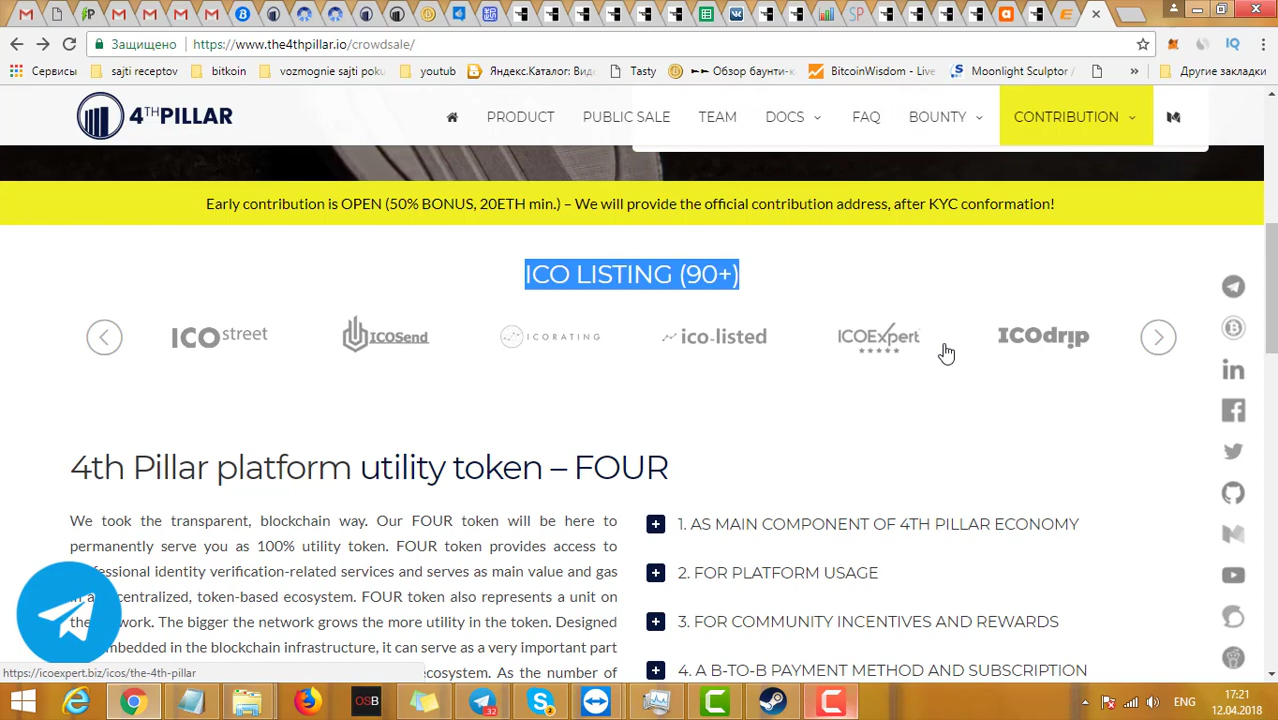 Защищено
https://www.the4thpillar.io/crowdsale/
Сервисы
sajti receptov
bitkoin
vozmognie sajti poku
youtub
Яндекс.Каталог: Вид
Tasty
Обзор баунти-к
BitcoinWisdom - Live
Moonlight Sculptor /
»
Другие закладки
4THPILLAR
PRODUCT
PUBLIC SALE
TEAM
DOCS
FAQ
BOUNTY
CONTRIBUTION
Early contribution is OPEN (50% BONUS, 20ETH min.) – We will provide the official contribution address, after KYC conformation!
ICO LISTING (90+)
ICOstreet
ICOSend
ICORATING
ico-listed
ICOExpert
ICOdrip
4th Pillar platform utility token – FOUR
We took the transparent, blockchain way. Our FOUR token will be here to
permanently serve you as 100% utility token. FOUR token provides access to
professional identity verification-related services and serves as main value and gas
centralized, token-based ecosystem. FOUR token also represents a unit on
the network. The bigger the network grows the more utility in the token. Designed
embedded in the blockchain infrastructure, it can serve as a very important part
ecosystem. As the number of
1. AS MAIN COMPONENT OF 4TH PILLAR ECONOMY
2. FOR PLATFORM USAGE
3. FOR COMMUNITY INCENTIVES AND REWARDS
4. A B-TO-B PAYMENT METHOD AND SUBSCRIPTION
https://icoexpert.biz/icos/the-4th-pillar
OSB
32
ENG
17:21
12.04.2018